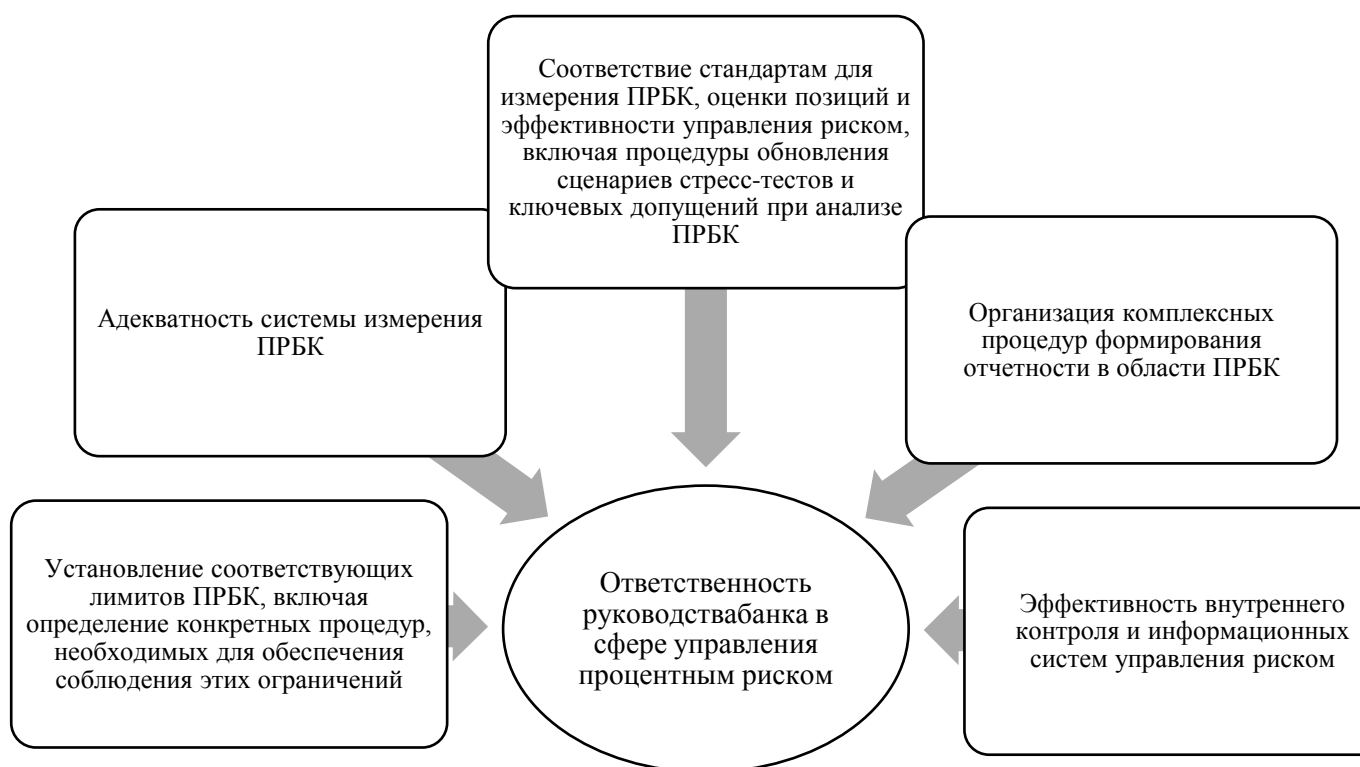 Соответствие стандартам для
измерения ПРБК, оценки позиций и
эффективности управления риском,
включая процедуры обновления
сценариев стресс-тестов и
ключевых допущений при анализе
ПРБК
Адекватность системы измерения
ПРБК
Организация комплексных
процедур формирования
отчетности в области ПРБК
Установление соответствующих
лимитов ПРБК, включая
определение конкретных процедур,
необходимых для обеспечения
соблюдения этих ограничений
Ответственность
руководствабанка в
сфере управления
процентным риском
Эффективность внутреннего
контроля и информационных
систем управления риском